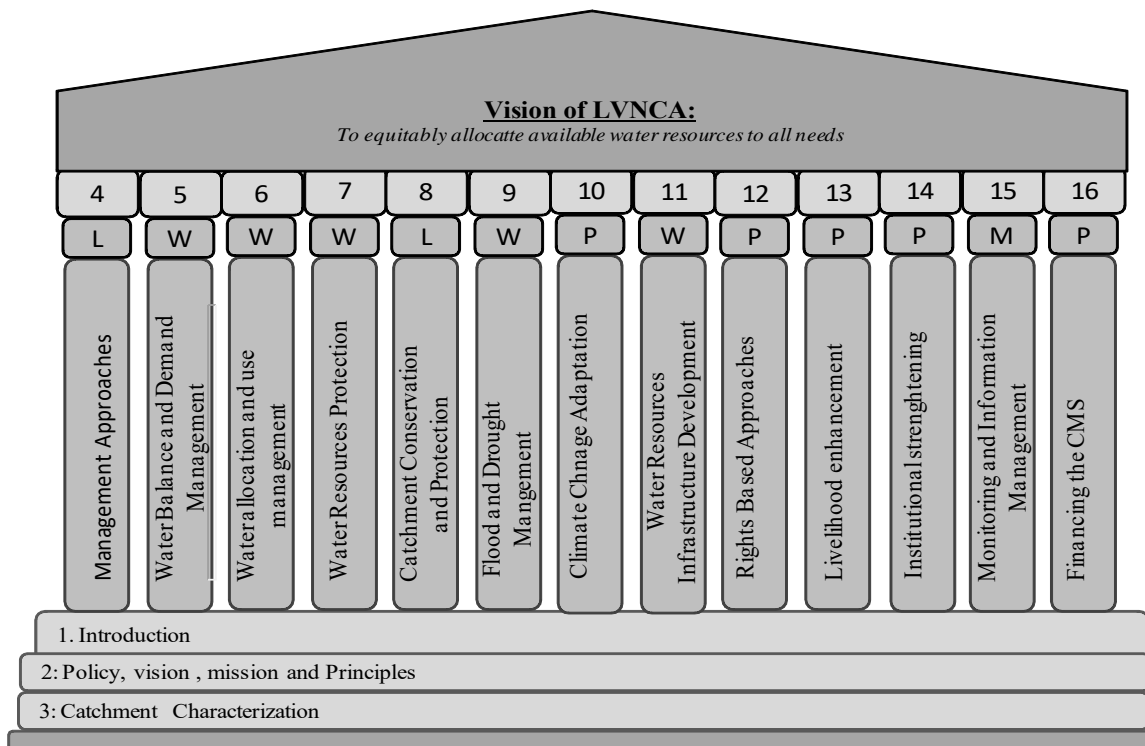 Vision of LVNCA:
To equitably allocatte available water resources to all needs
4 5 6 7 8 9 10 11 12 13 14 15 16
L W W W L W P W P P P M P
Management Approaches
Water Balance and Demand
Management
Water allocation and use
management
Water Resources Protection
Catchment Conservation
and Protection
Flood and Drought
Mangement
Climate Chnage Adaptation
Water Resources
Infrastructure Development
Rights Based Approaches
Livelihood enhancement
Institutional strenghtening
Monitoring and Information
Management
Financing the CMS
1. Introduction
2: Policy, vision , mission and Principles
3: Catchment Characterization